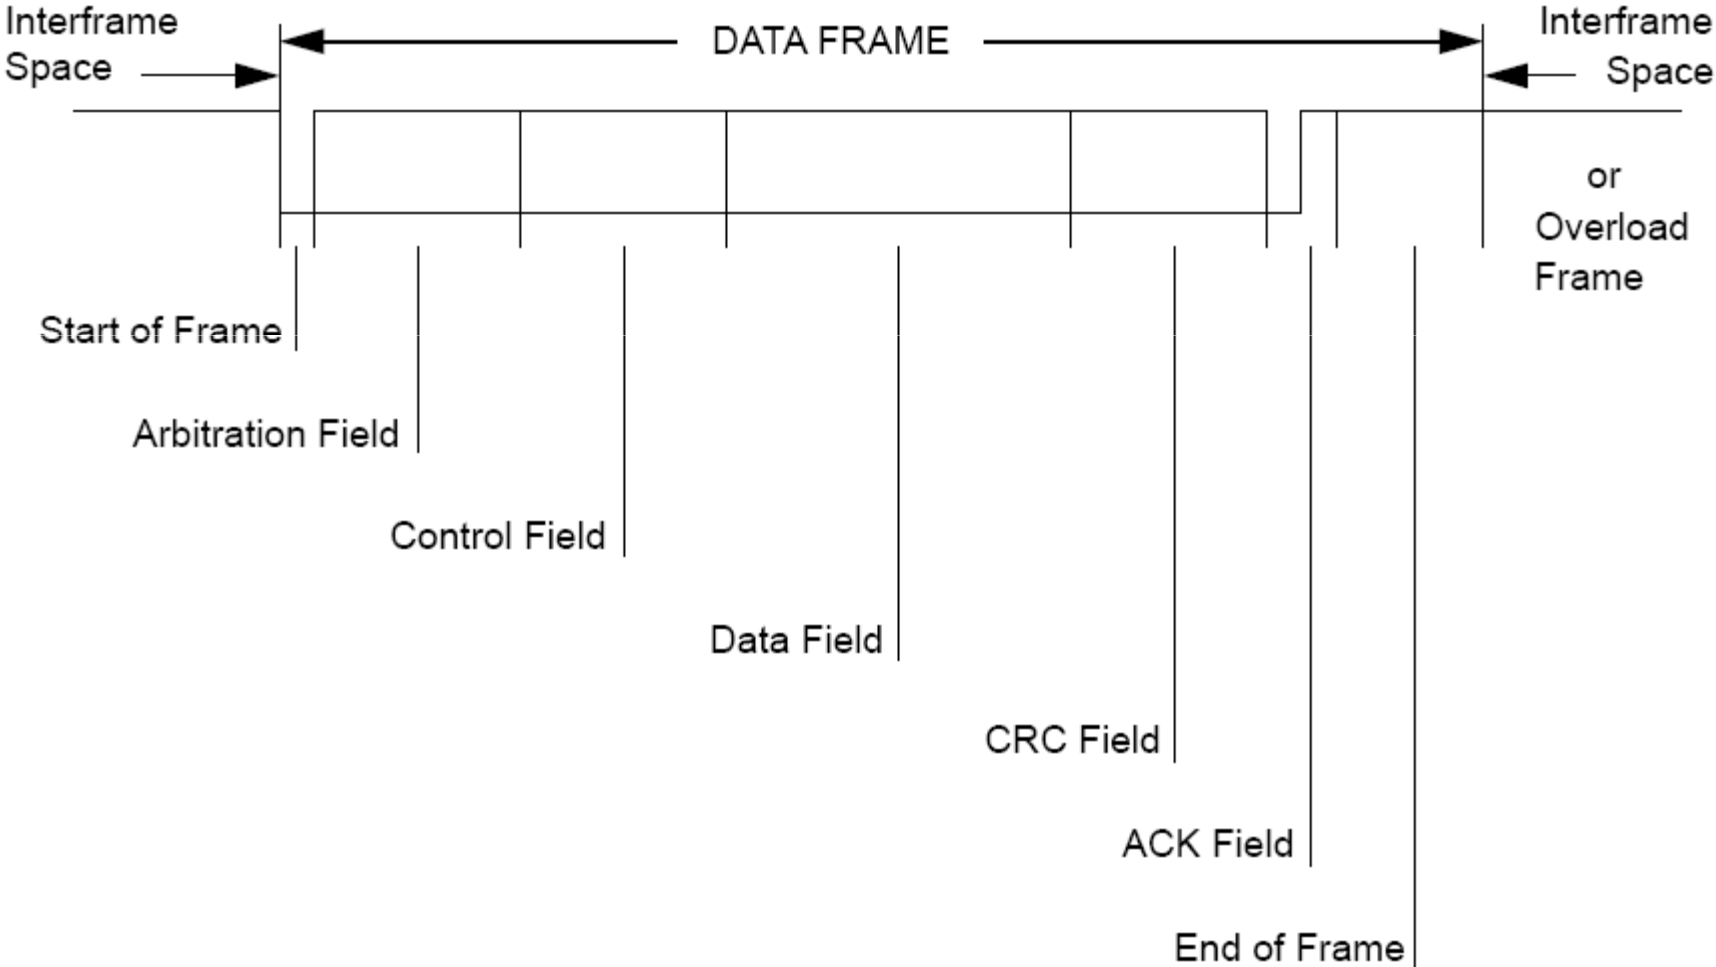 Interframe
Space
DATA FRAME
Interframe
Space
or
Overload
Frame
Start of Frame
Arbitration Field
Control Field
Data Field
CRC Field
ACK Field
End of Frame